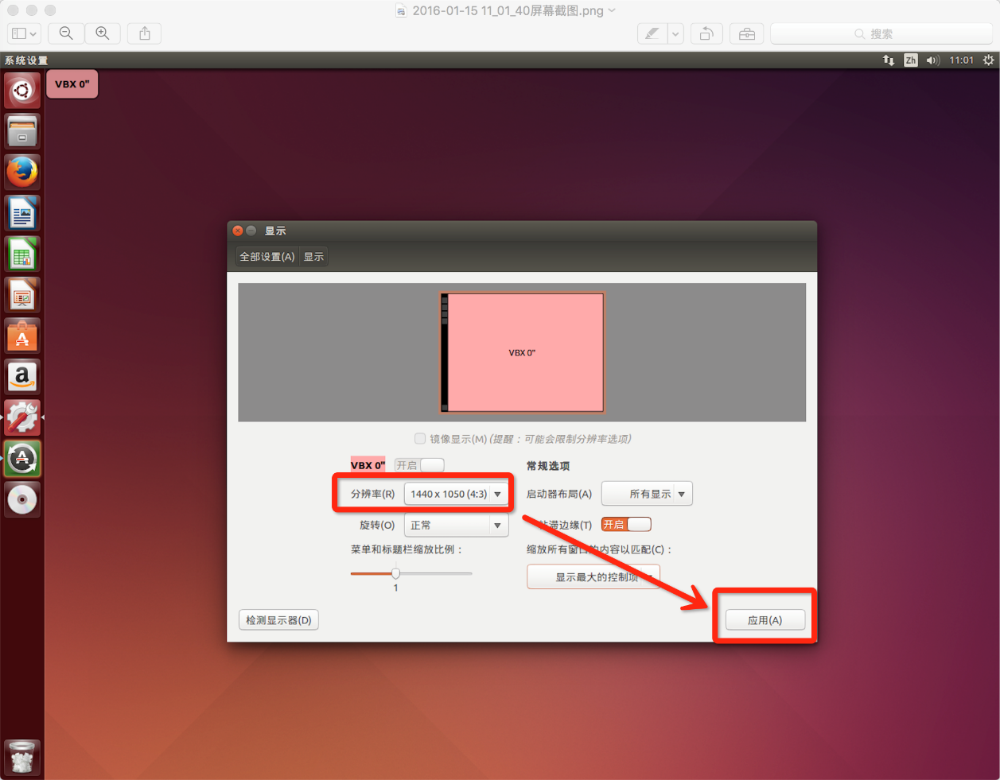 2016-01-15 11_01_40屏幕截图.png
搜索
系统设置
Zh
11:01
VBX 0"
显示
全部设置(A)
显示
VBX 0"
镜像显示(M) (提醒：可能会限制分辨率选项)
VBX 0"
开启
常规选项
分辨率(R)
1440 x 1050 (4:3)
启动器布局(A)
所有显示
旋转(O)
正常
滞边缘(T)
开启
菜单和标题栏缩放比例：
缩放所有窗口的内容以匹配(C)：
1
显示最大的控制项
检测显示器(D)
应用(A)